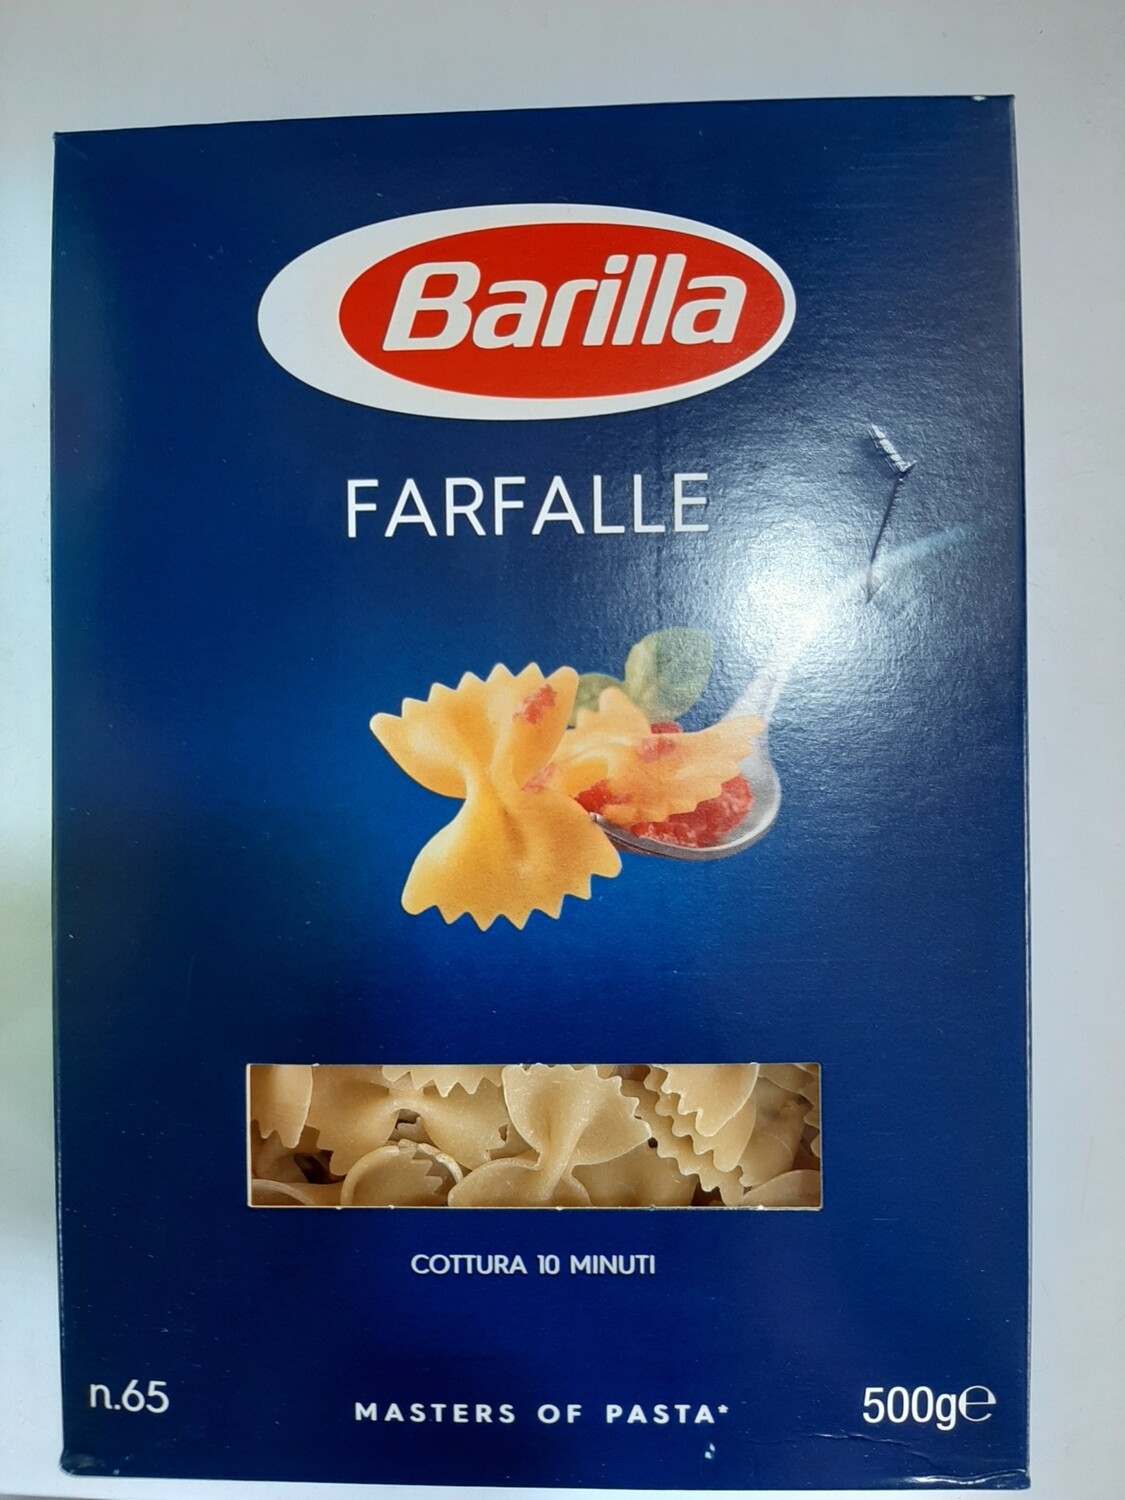 Barilla
FARFALLE
COTTURA 10 MINUTI
n.65
MASTERS OF PASTA*
500g℮